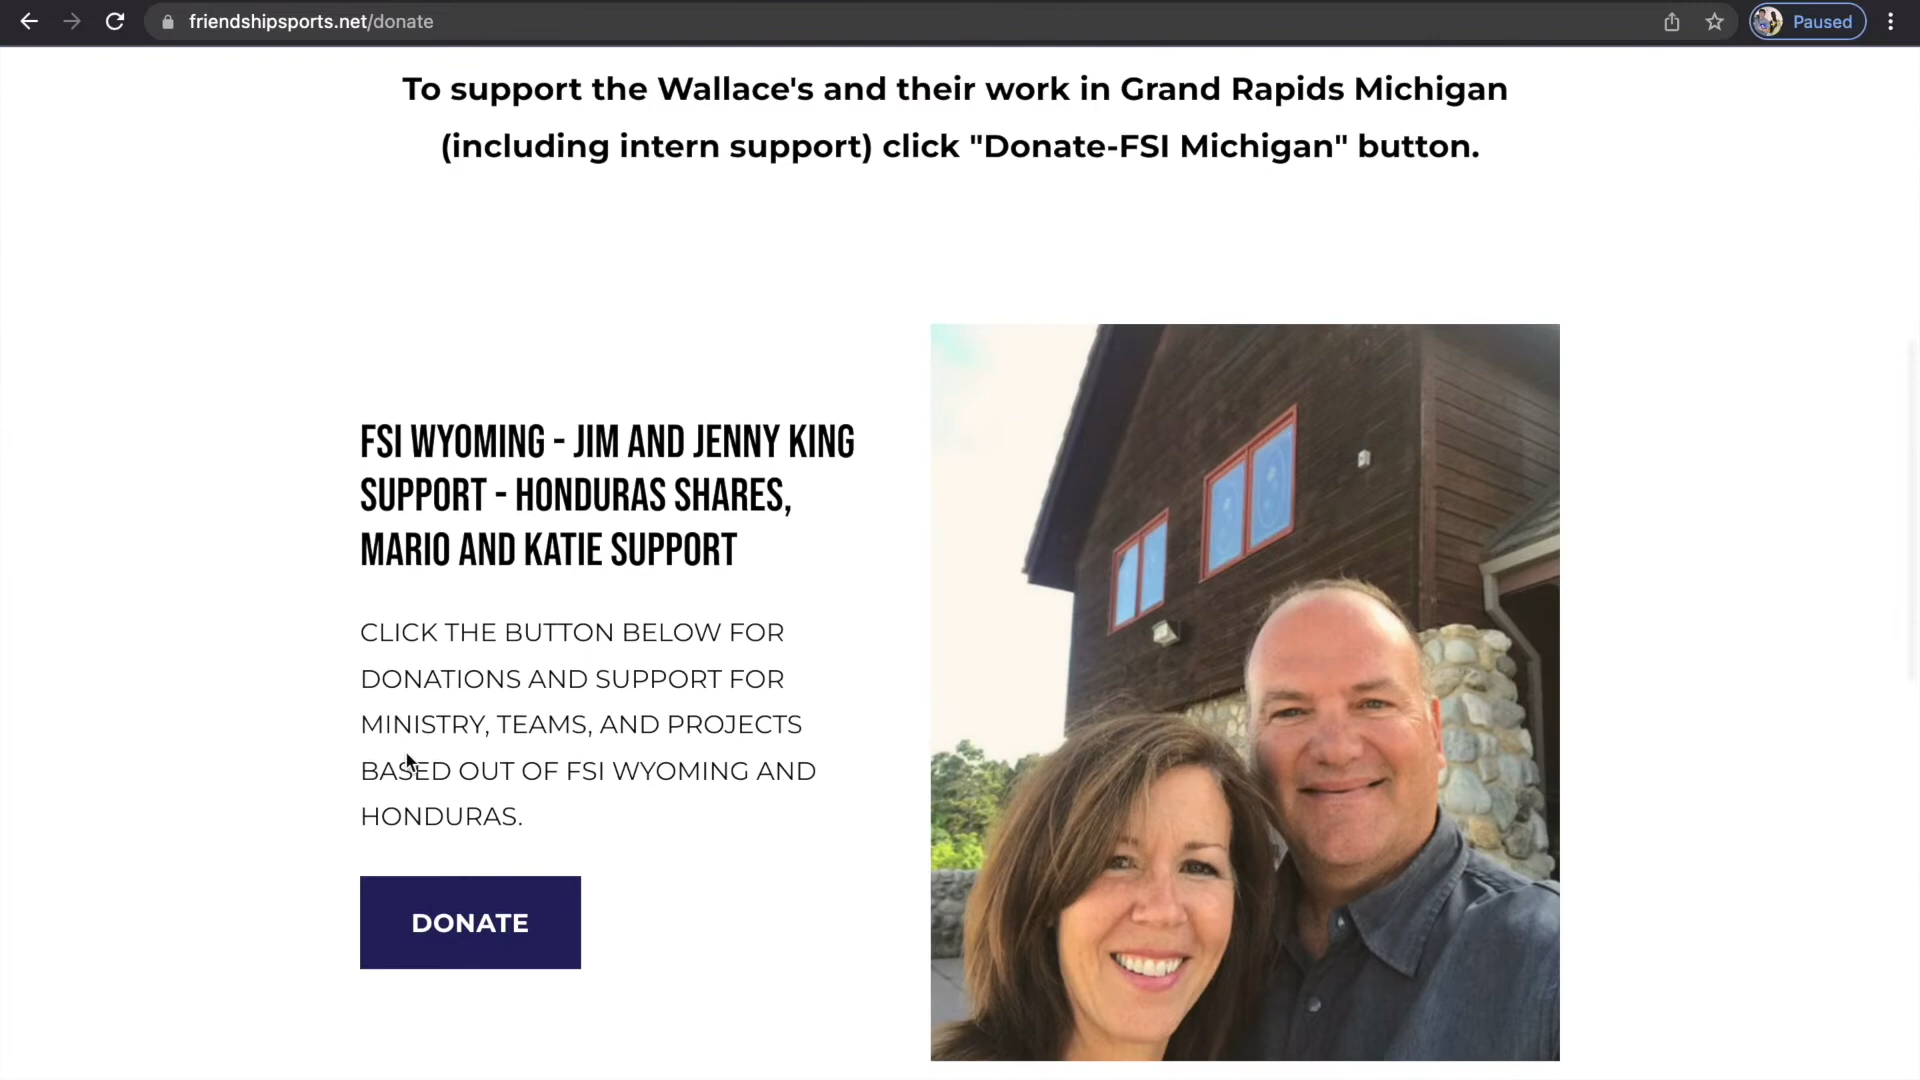 friendshipsports.net/donate
Paused
To support the Wallace's and their work in Grand Rapids Michigan
(including intern support) click "Donate-FSI Michigan" button.
FSI WYOMING - JIM AND JENNY KING
SUPPORT - HONDURAS SHARES,
MARIO AND KATIE SUPPORT
CLICK THE BUTTON BELOW FOR
DONATIONS AND SUPPORT FOR
MINISTRY, TEAMS, AND PROJECTS
BASED OUT OF FSI WYOMING AND
HONDURAS.
DONATE